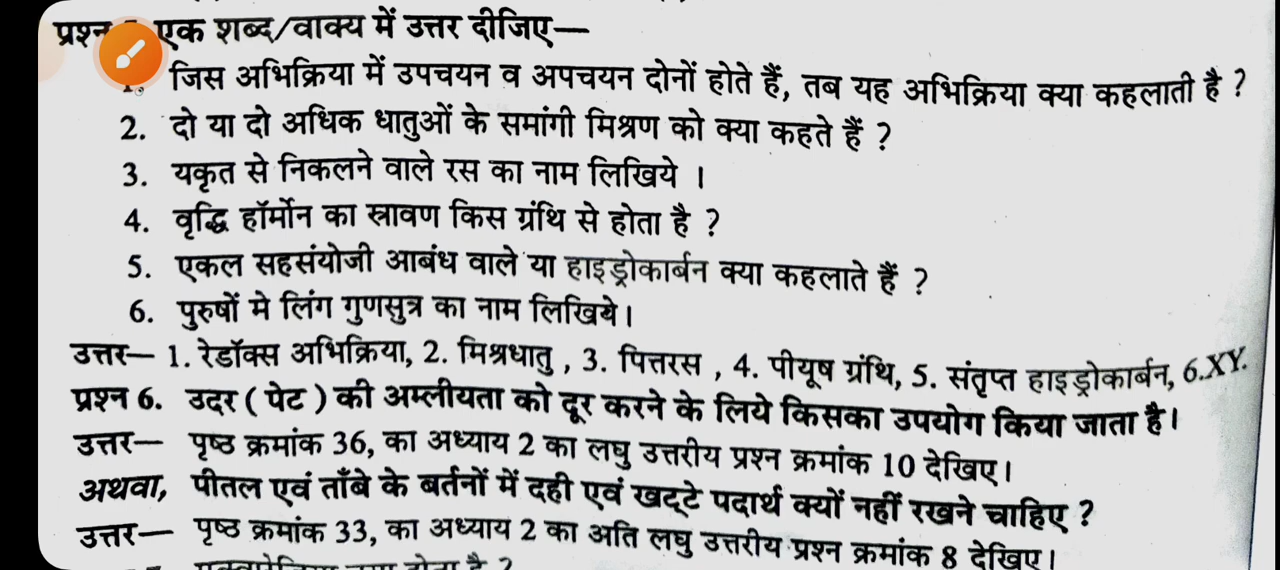 प्रश्न एक शब्द/वाक्य में उत्तर दीजिए—
जिस अभिक्रिया में उपचयन व अपचयन दोनों होते हैं, तब यह अभिक्रिया क्या कहलाती है ?
2. दो या दो अधिक धातुओं के समांगी मिश्रण को क्या कहते हैं ?
3. यकृत से निकलने वाले रस का नाम लिखिये ।
4. वृद्धि हॉर्मोन का स्रावण किस ग्रंथि से होता है ?
5. एकल सहसंयोजी आबंध वाले या हाइड्रोकार्बन क्या कहलाते हैं ?
6. पुरुषों मे लिंग गुणसुत्र का नाम लिखिये।
उत्तर— 1. रेडॉक्स अभिक्रिया, 2. मिश्रधातु , 3. पित्तरस , 4. पीयूष ग्रंथि, 5. संतृप्त हाइड्रोकार्बन, 6.XY.
प्रश्न 6. उदर ( पेट ) की अम्लीयता को दूर करने के लिये किसका उपयोग किया जाता है।
उत्तर— पृष्ठ क्रमांक 36, का अध्याय 2 का लघु उत्तरीय प्रश्न क्रमांक 10 देखिए।
अथवा, पीतल एवं ताँबे के बर्तनों में दही एवं खट्टे पदार्थ क्यों नहीं रखने चाहिए ?
उत्तर— पृष्ठ क्रमांक 33, का अध्याय 2 का अति लघु उत्तरीय प्रश्न क्रमांक 8 देखिए।